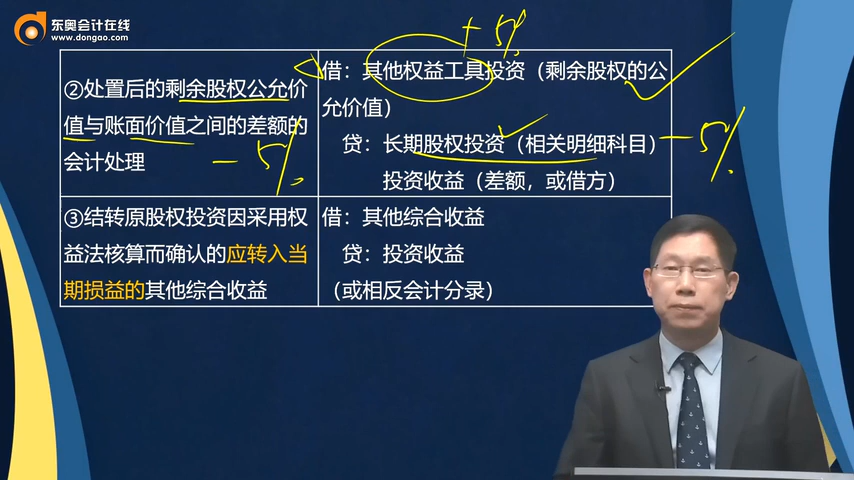 东奥会计在线
www.dongao.com
+5%
②处置后的剩余股权公允价
值与账面价值之间的差额的
会计处理
-5%
借：其他权益工具投资（剩余股权的公
允价值）
贷：长期股权投资（相关明细科目）
-5%
投资收益（差额，或借方）
③结转原股权投资因采用权
益法核算而确认的应转入当
期损益的其他综合收益
借：其他综合收益
贷：投资收益
（或相反会计分录）